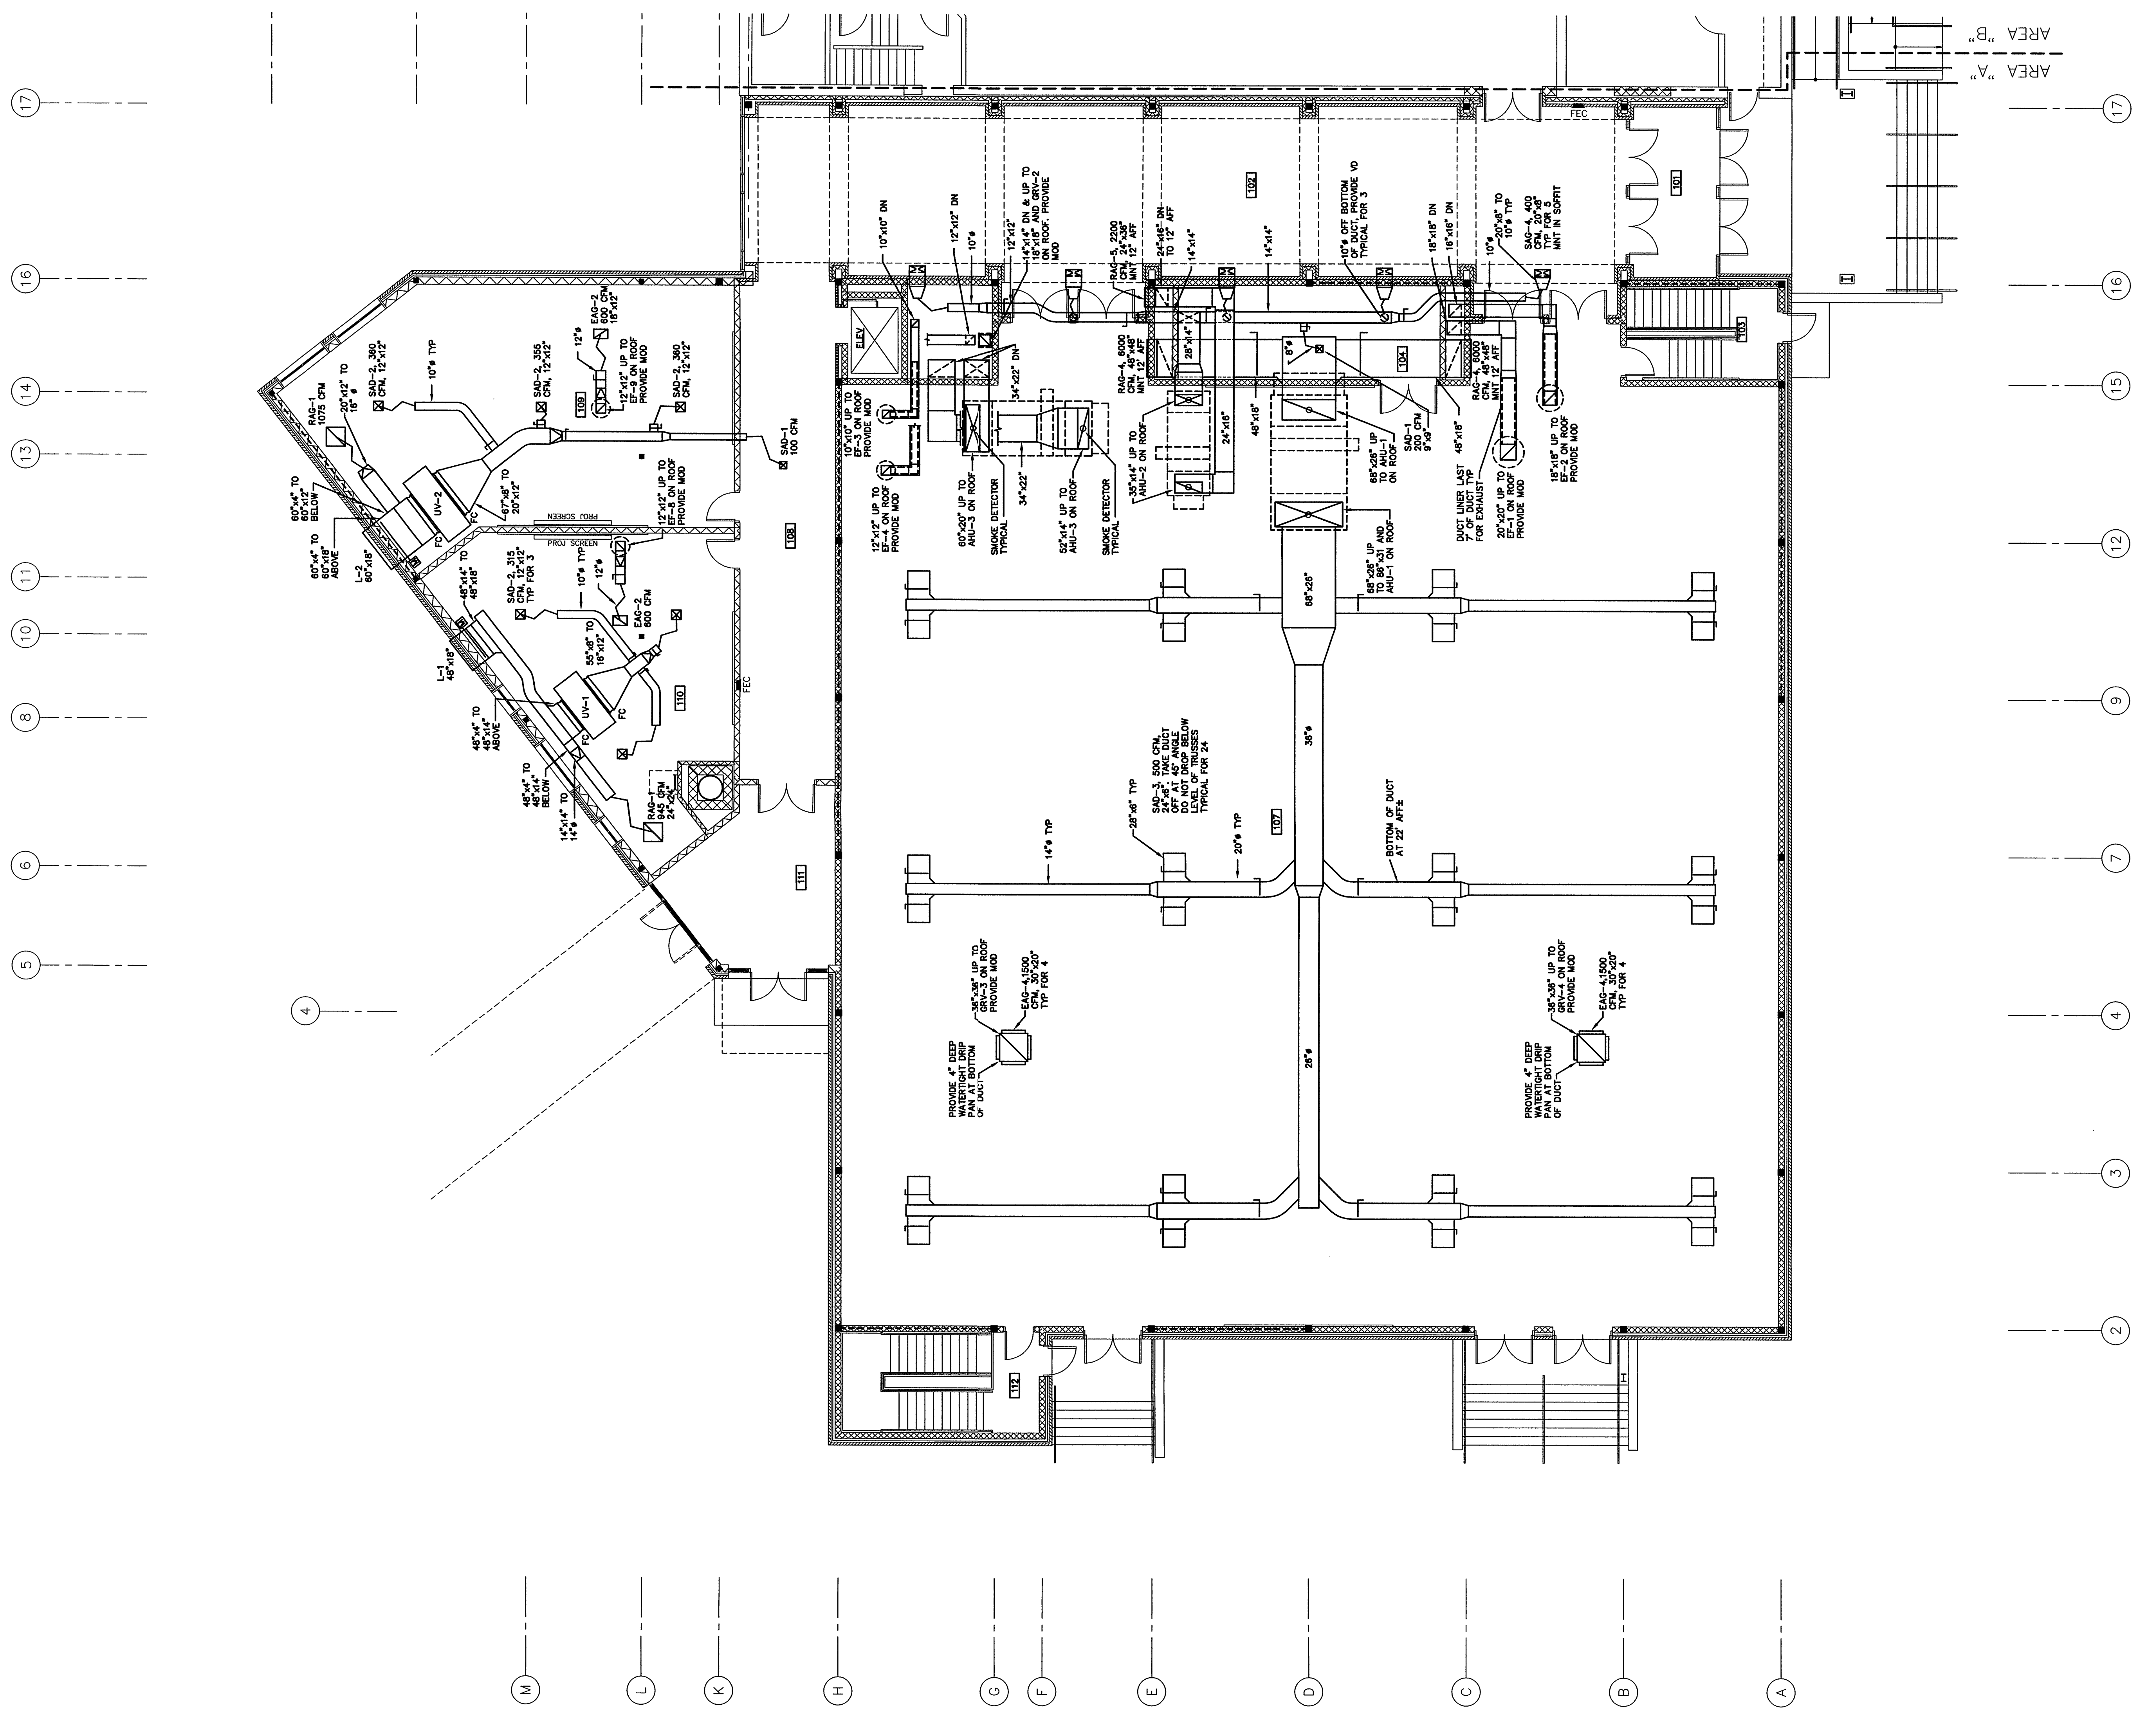 AREA "B"
AREA "A"
17
16
14
13
11
10
8
6
5
4
17
16
15
12
9
7
4
3
2
M
L
K
H
G
F
E
D
C
B
A
RAG-1
1075 CFM
20"x12" TO
16" ø
SAD-2, 360
CFM, 12"x12"
10"ø TYP
SAD-2, 355
CFM, 12"x12"
12"ø
EAG-2
600 CFM
18"x12"
109
12"x12" UP TO
EF-9 ON ROOF
PROVIDE MOD
SAD-2, 360
CFM, 12"x12"
SAD-1
100 CFM
60"x4" TO
60"x12"
BELOW
60"x4" TO
60"x18"
ABOVE
L-2
60"x18"
UV-2
FC
FC
67"x8" TO
20"x12"
12"x12" UP TO
EF-8 ON ROOF
PROVIDE MOD
PROJ SCREEN
PROJ SCREEN
108
48"x14" TO
48"x18"
SAD-2, 315
CFM, 12"x12"
TYP FOR 3
10"ø TYP
12"ø
EAG-2
600 CFM
L-1
48"x18"
55"x8" TO
16"x12"
UV-1
FC
FC
110
FEC
48"x4" TO
48"x14"
ABOVE
48"x4" TO
48"x14"
BELOW
14"x14" TO
14"ø
RAG-1
945 CFM
24"x24"
111
ELEV
10"x10" DN
12"x12" DN
10"ø
12"x12"
14"x14" DN & UP TO
18"x18" AND GRV-2
ON ROOF. PROVIDE
MOD
RAG-5, 2200
CFM, 24"x36"
MNT 12" AFF
24"x16" DN
TO 12" AFF
14"x14"
102
14"x14"
10"ø OFF BOTTOM
OF DUCT, PROVIDE VD
TYPICAL FOR 3
18"x18" DN
16"x16" DN
10"ø
20"x8" TO
10"ø TYP
SAG-4, 400
CFM, 20"x8"
TYP FOR 5
MNT IN SOFFIT
FEC
101
103
10"x10" UP TO
EF-3 ON ROOF
PROVIDE MOD
34"x22" DN
RAG-4, 6000
CFM, 48"x48"
MNT 12' AFF
28"x14"
8"ø
104
RAG-4, 6000
CFM, 48"x48"
MNT 12' AFF
12"x12" UP TO
EF-4 ON ROOF
PROVIDE MOD
60"x20" UP TO
AHU-3 ON ROOF
SMOKE DETECTOR
TYPICAL
34"x22"
52"x14" UP TO
AHU-3 ON ROOF
SMOKE DETECTOR
TYPICAL
35"x14" UP TO
AHU-2 ON ROOF
24"x16"
48"x18"
68"x26" UP
TO AHU-1
ON ROOF
SAD-1
200 CFM
9"x9"
48"x18"
DUCT LINER LAST
7' OF DUCT TYP
FOR EXHAUST
20"x20" UP TO
EF-1 ON ROOF
PROVIDE MOD
18"x18" UP TO
EF-2 ON ROOF
PROVIDE MOD
68"x26"
68"x26" UP
TO 86"x31 AND
AHU-1 ON ROOF
36"ø
SAD-3, 500 CFM,
24"x6". TAKE DUCT
OFF AT 45° ANGLE
DO NOT DROP BELOW
LEVEL OF TRUSSES
TYPICAL FOR 24
107
28"x6" TYP
14"ø TYP
20"ø TYP
BOTTOM OF DUCT
AT 22' AFF±
26"ø
36"x36" UP TO
GRV-3 ON ROOF
PROVIDE MOD
EAG-4,1500
CFM, 30"x20"
TYP FOR 4
PROVIDE 4" DEEP
WATERTIGHT DRIP
PAN AT BOTTOM
OF DUCT
36"x36" UP TO
GRV-4 ON ROOF
PROVIDE MOD
EAG-4,1500
CFM, 30"x20"
TYP FOR 4
PROVIDE 4" DEEP
WATERTIGHT DRIP
PAN AT BOTTOM
OF DUCT
112